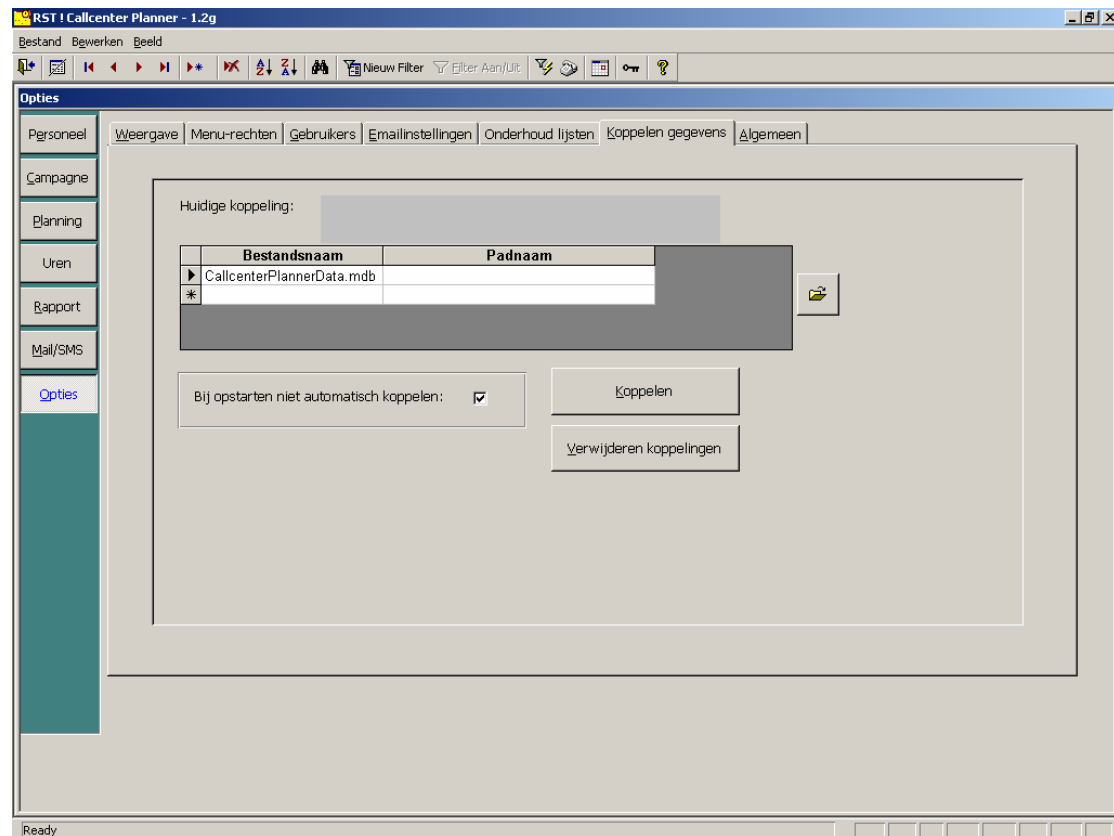 RST ! Callcenter Planner - 1.2g
Bestand Bewerken Beeld
Nieuw Filter Filter Aan/Uit
Opties
Personeel
Campagne
Planning
Uren
Rapport
Mail/SMS
Opties
Weergave Menu-rechten Gebruikers Emailinstellingen Onderhoud lijsten Koppelen gegevens Algemeen
Huidige koppeling:
Bestandsnaam Padnaam
CallcenterPlannerData.mdb
Bij opstarten niet automatisch koppelen:
Koppelen
Verwijderen koppelingen
Ready